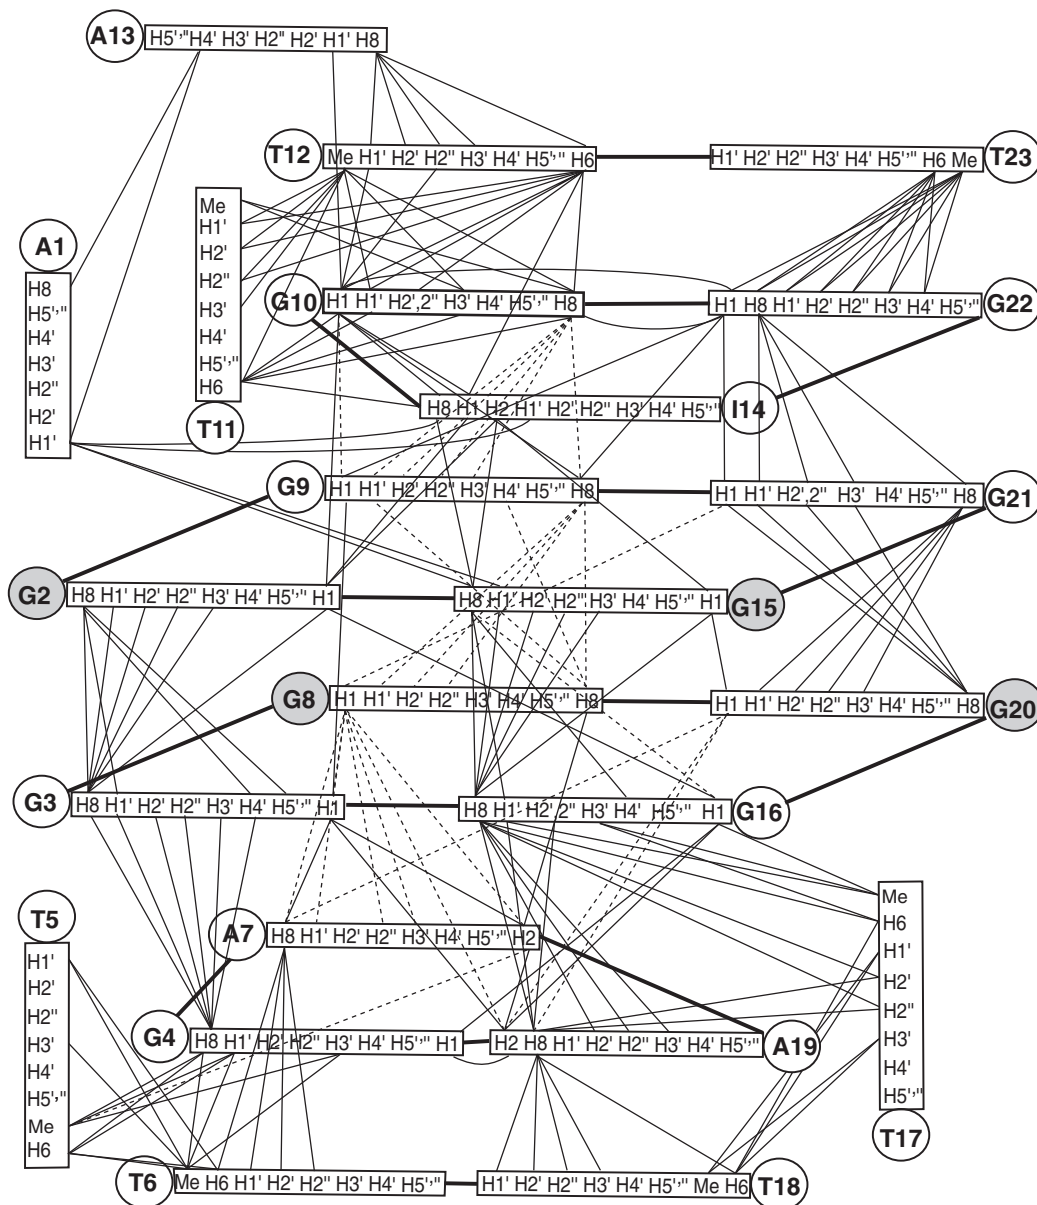 A13 H5',"H4' H3' H2" H2' H1' H8
T12 Me H1' H2' H2" H3' H4' H5'," H6
H1' H2' H2" H3' H4' H5'," H6 Me T23
A1
H8
H5',"
H4'
H3'
H2"
H2'
H1'
Me
H1'
H2'
H2"
H3'
H4'
H5',"
H6
T11
G10 H1 H1' H2',2" H3' H4' H5'," H8
H1 H8 H1' H2' H2" H3' H4' H5'," G22
H8 H1 H2 H1' H2' H2" H3' H4' H5'," I14
G9 H1 H1' H2' H2" H3' H4' H5'," H8
H1 H1' H2',2" H3' H4' H5'," H8 G21
G2 H8 H1' H2' H2" H3' H4' H5'," H1
H8 H1' H2' H2" H3' H4' H5'," H1 G15
G8 H1 H1' H2' H2" H3' H4' H5'," H8
H1 H1' H2' H2" H3' H4' H5'," H8 G20
G3 H8 H1' H2' H2" H3' H4' H5'," H1
H8 H1' H2' 2" H3' H4' H5'," H1 G16
T5
H1'
H2'
H2"
H3'
H4'
H5',"
Me
H6
A7 H8 H1' H2' H2" H3' H4' H5'," H2
Me
H6
H1'
H2'
H2"
H3'
H4'
H5',"
T17
G4 H8 H1' H2' H2" H3' H4' H5'," H1
H2 H8 H1' H2' H2" H3' H4' H5'," A19
T6 Me H6 H1' H2' H2" H3' H4' H5',"
H1' H2' H2" H3' H4' H5'," Me H6 T18